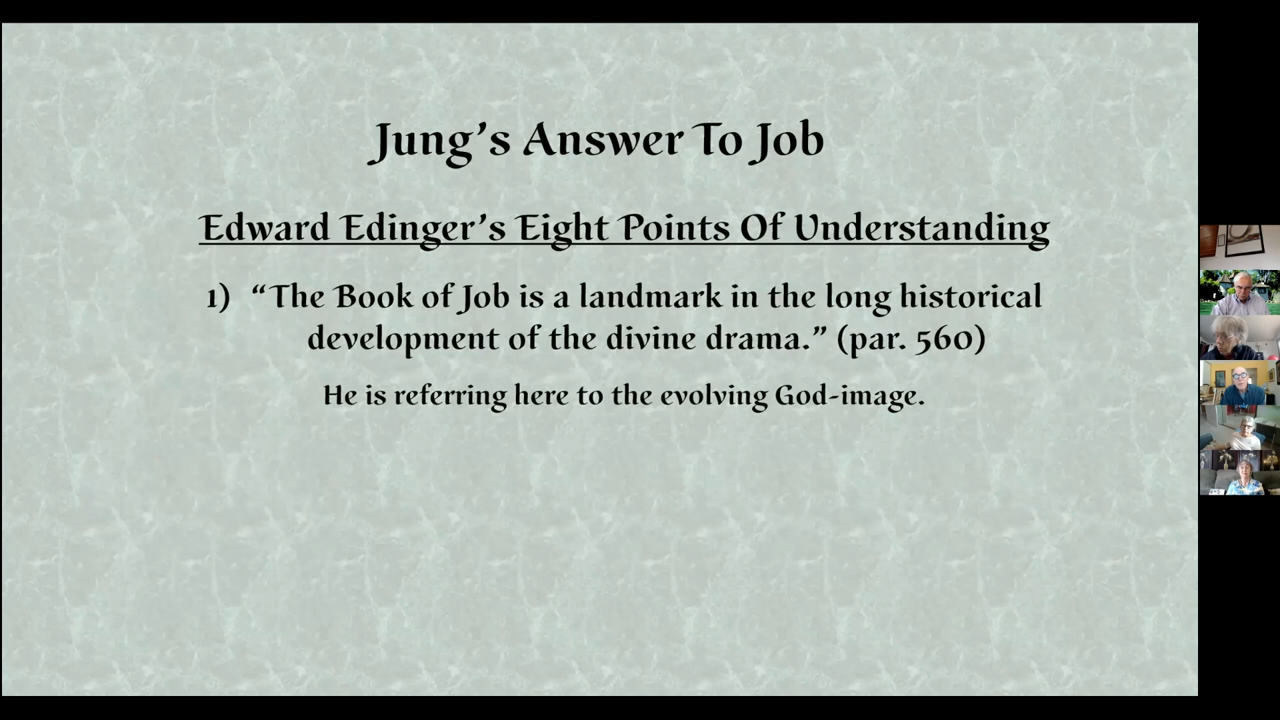 Jung’s Answer To Job
Edward Edinger’s Eight Points Of Understanding
1) “The Book of Job is a landmark in the long historical
development of the divine drama.” (par. 560)
He is referring here to the evolving God-image.